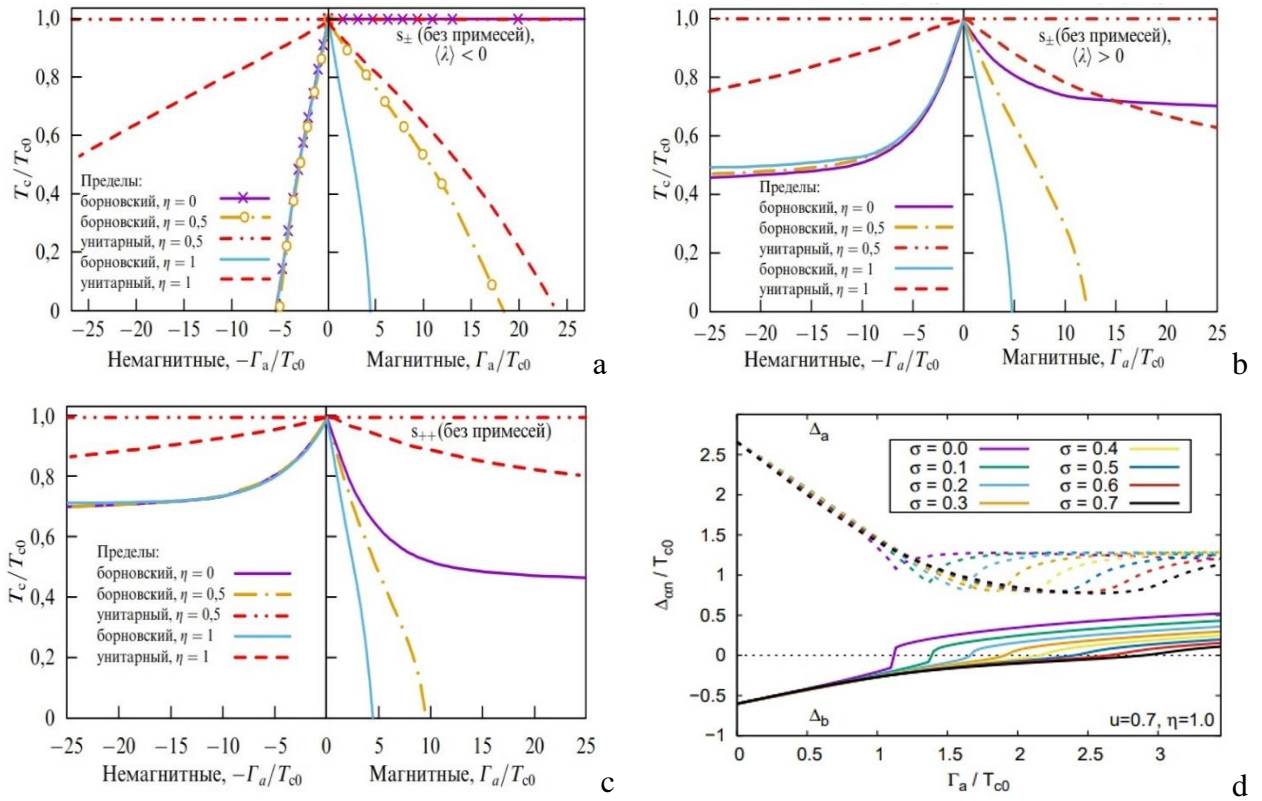 1,0
0,8
0,6
0,4
0,2
0
T_c/T_c0
s± (без примесей),
⟨λ⟩ < 0
Пределы:
борновский, η = 0
борновский, η = 0,5
унитарный, η = 0,5
борновский, η = 1
унитарный, η = 1
−25 −20 −15 −10 −5 0 5 10 15 20 25
Немагнитные, −Γ_a/T_c0 Магнитные, Γ_a/T_c0
a
1,0
0,8
0,6
0,4
0,2
0
T_c/T_c0
s± (без примесей),
⟨λ⟩ > 0
Пределы:
борновский, η = 0
борновский, η = 0,5
унитарный, η = 0,5
борновский, η = 1
унитарный, η = 1
−25 −20 −15 −10 −5 0 5 10 15 20 25
Немагнитные, −Γ_a/T_c0 Магнитные, Γ_a/T_c0
b
1,0
0,8
0,6
0,4
0,2
0
T_c/T_c0
s++ (без примесей)
Пределы:
борновский, η = 0
борновский, η = 0,5
унитарный, η = 0,5
борновский, η = 1
унитарный, η = 1
−25 −20 −15 −10 −5 0 5 10 15 20 25
Немагнитные, −Γ_a/T_c0 Магнитные, Γ_a/T_c0
c
2.5
2
1.5
1
0.5
0
−0.5
−1
Δ_αn / T_c0
Δ_a
σ = 0.0 σ = 0.4
σ = 0.1 σ = 0.5
σ = 0.2 σ = 0.6
σ = 0.3 σ = 0.7
Δ_b
u=0.7, η=1.0
0 0.5 1 1.5 2 2.5 3
Γ_a / T_c0
d